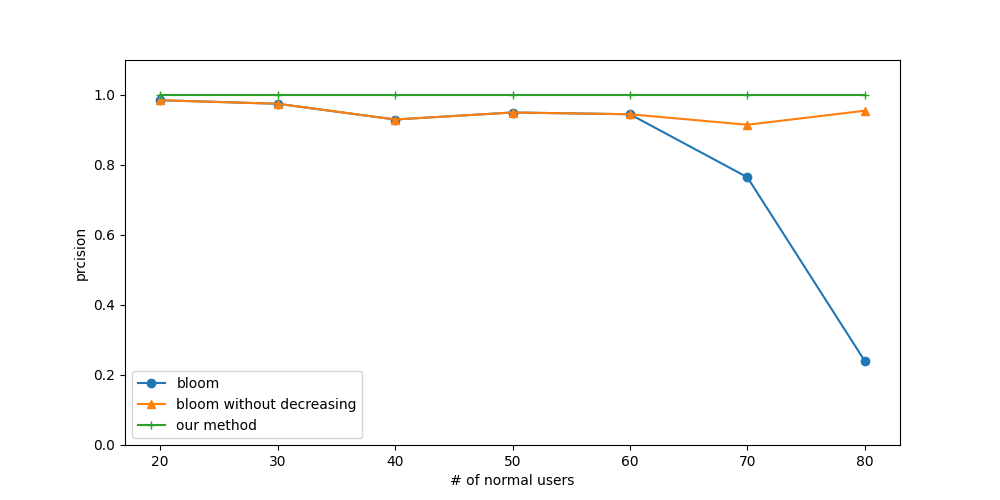 1.0
0.8
0.6
0.4
0.2
0.0
prcision
bloom
bloom without decreasing
our method
20 30 40 50 60 70 80
# of normal users